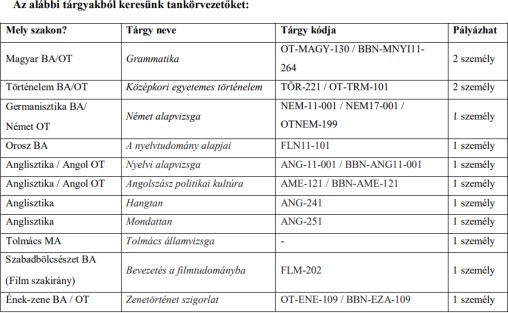 Az alábbi tárgyakból keresünk tankörvezetőket:
Mely szakon? Tárgy neve Tárgy kódja Pályázhat
Magyar BA/OT Grammatika OT-MAGY-130 / BBN-MNYI11-264 2 személy
Történelem BA/OT Középkori egyetemes történelem TÖR-221 / OT-TRM-101 2 személy
Germanisztika BA/ Német OT Német alapvizsga NEM-11-001 / NEM17-001 / OTNEM-199 1 személy
Orosz BA A nyelvtudomány alapjai FLN11-101 1 személy
Anglisztika / Angol OT Nyelvi alapvizsga ANG-11-001 / BBN-ANG11-001 1 személy
Anglisztika / Angol OT Angolszász politikai kultúra AME-121 / BBN-AME-121 1 személy
Anglisztika Hangtan ANG-241 1 személy
Anglisztika Mondattan ANG-251 1 személy
Tolmács MA Tolmács államvizsga - 1 személy
Szabadbölcsészet BA (Film szakirány) Bevezetés a filmtudományba FLM-202 1 személy
Ének-zene BA / OT Zenetörténet szigorlat OT-ENE-109 / BBN-EZA-109 1 személy